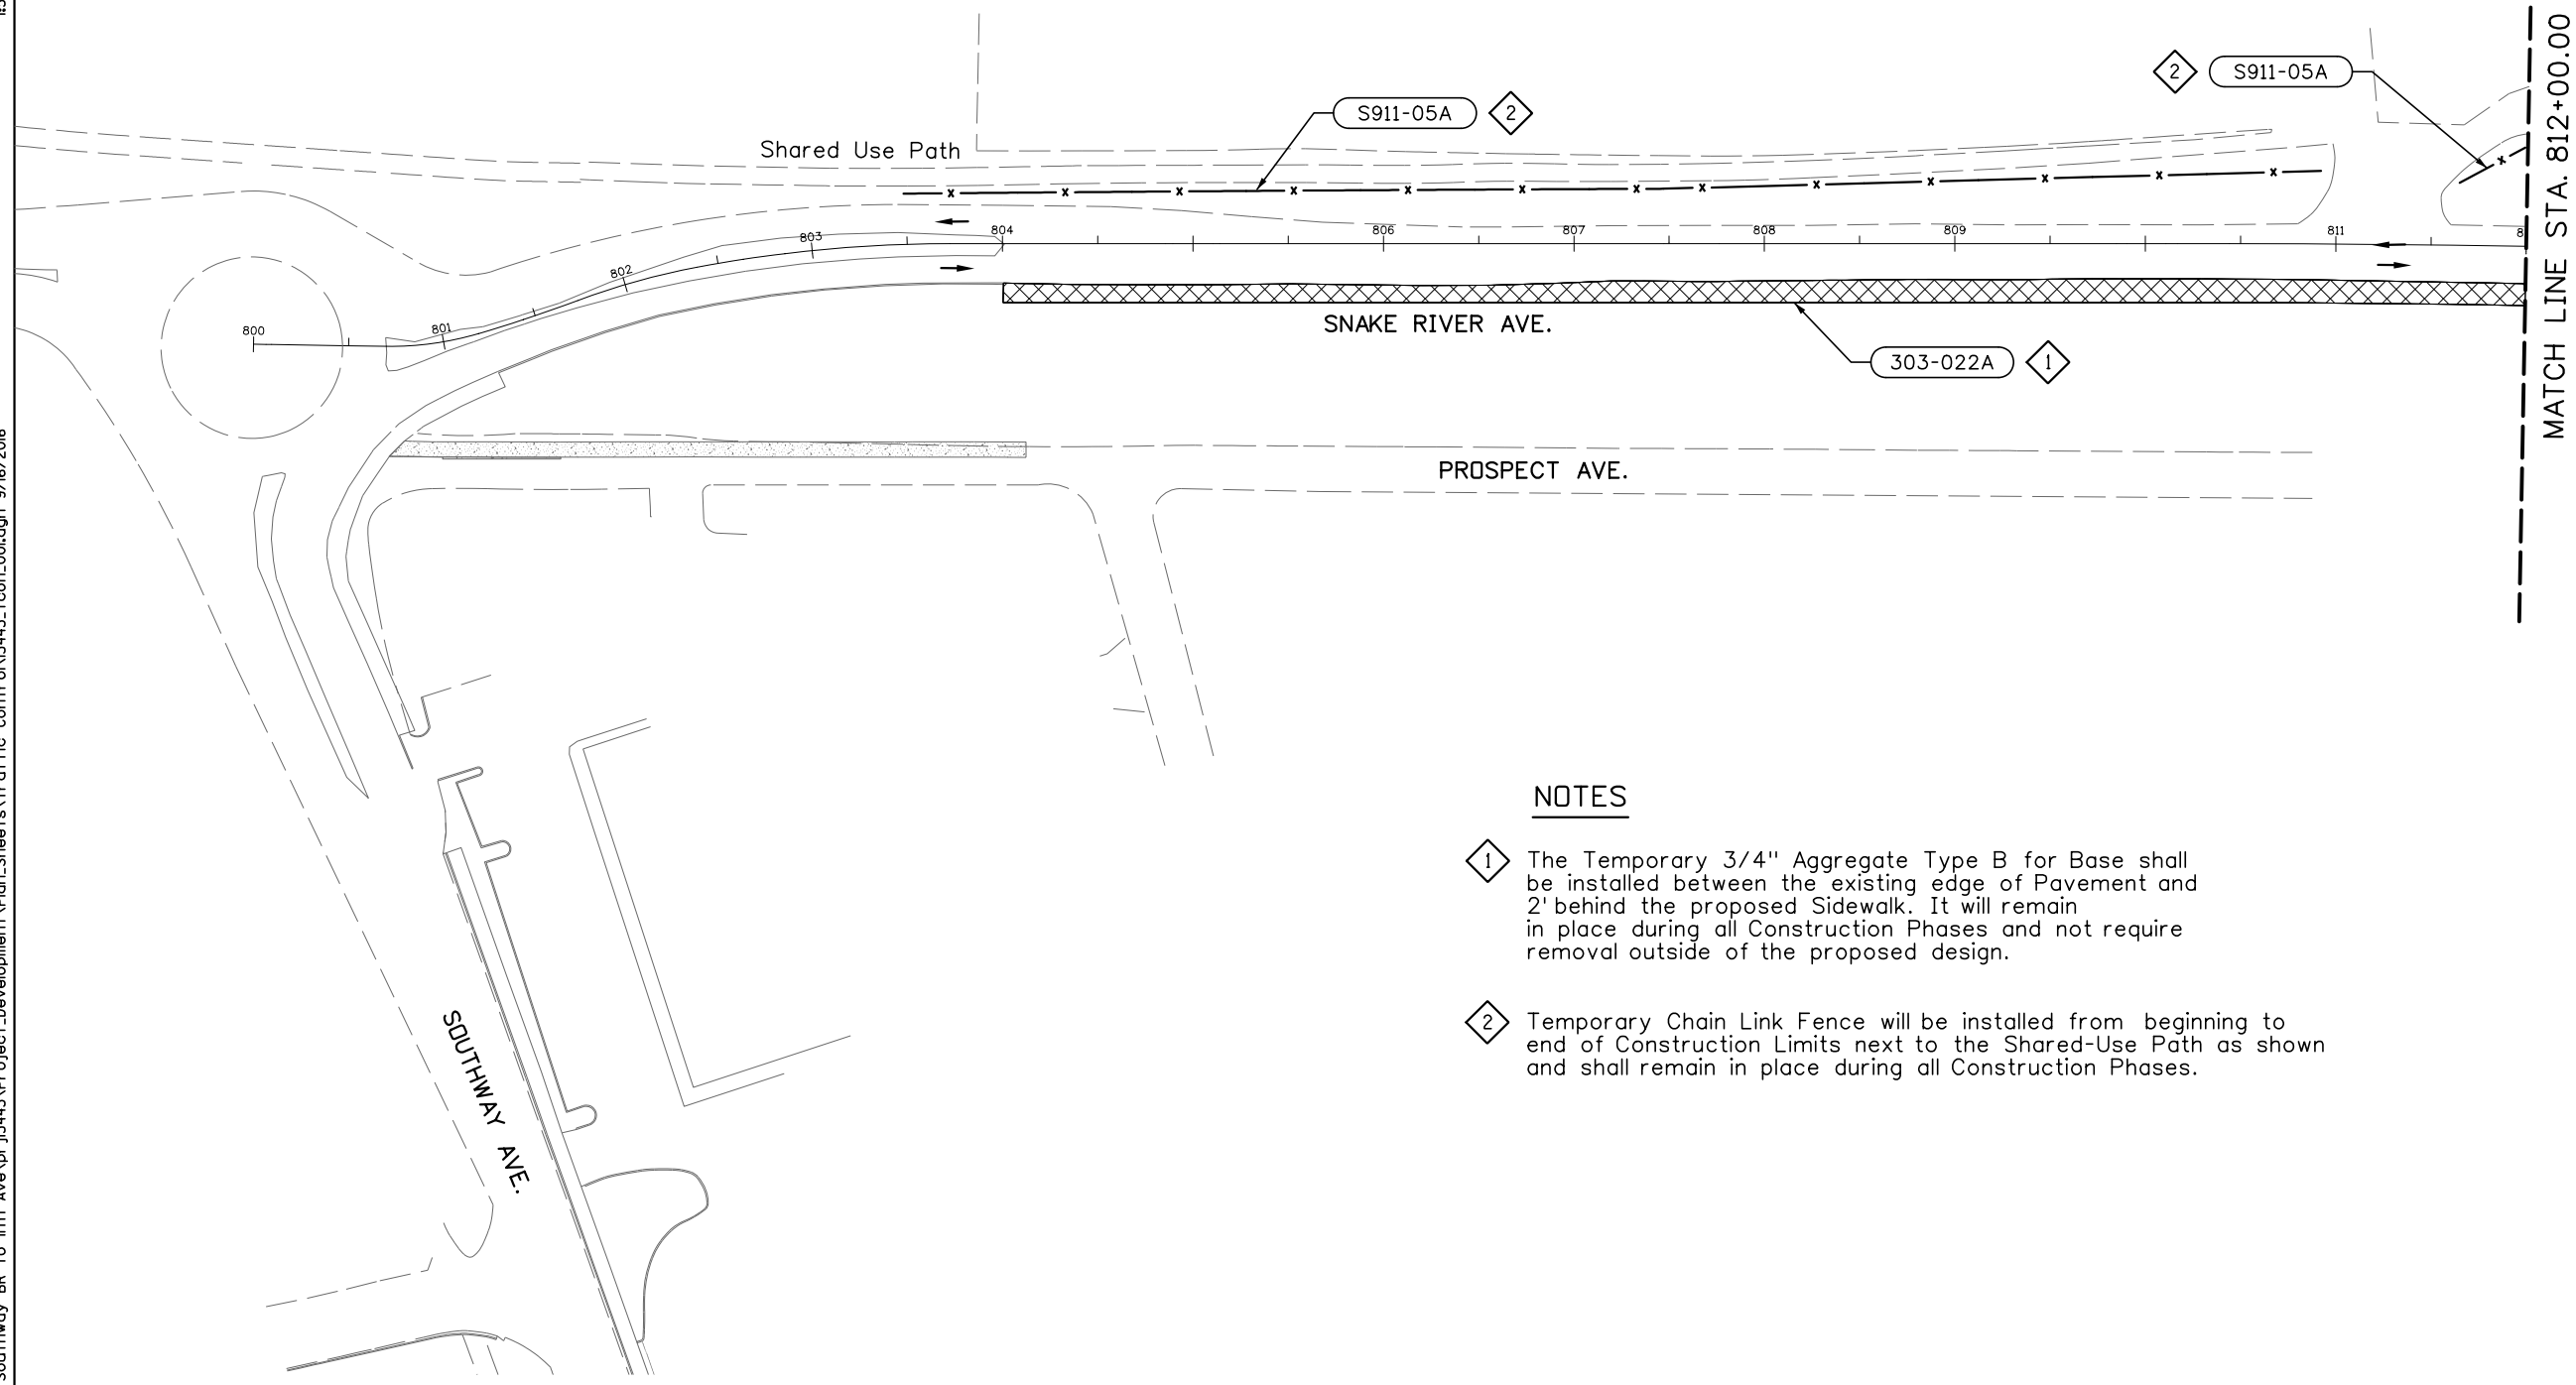 2 S911-05A
S911-05A 2
Shared Use Path
MATCH LINE STA. 812+00.00
800
801
802
803
804
806
807
808
809
811
8
SNAKE RIVER AVE.
303-022A 1
PROSPECT AVE.
SOUTHWAY AVE.
NOTES
1 The Temporary 3/4" Aggregate Type B for Base shall
be installed between the existing edge of Pavement and
2' behind the proposed Sidewalk. It will remain
in place during all Construction Phases and not require
removal outside of the proposed design.
2 Temporary Chain Link Fence will be installed from beginning to
end of Construction Limits next to the Shared-Use Path as shown
and shall remain in place during all Construction Phases.